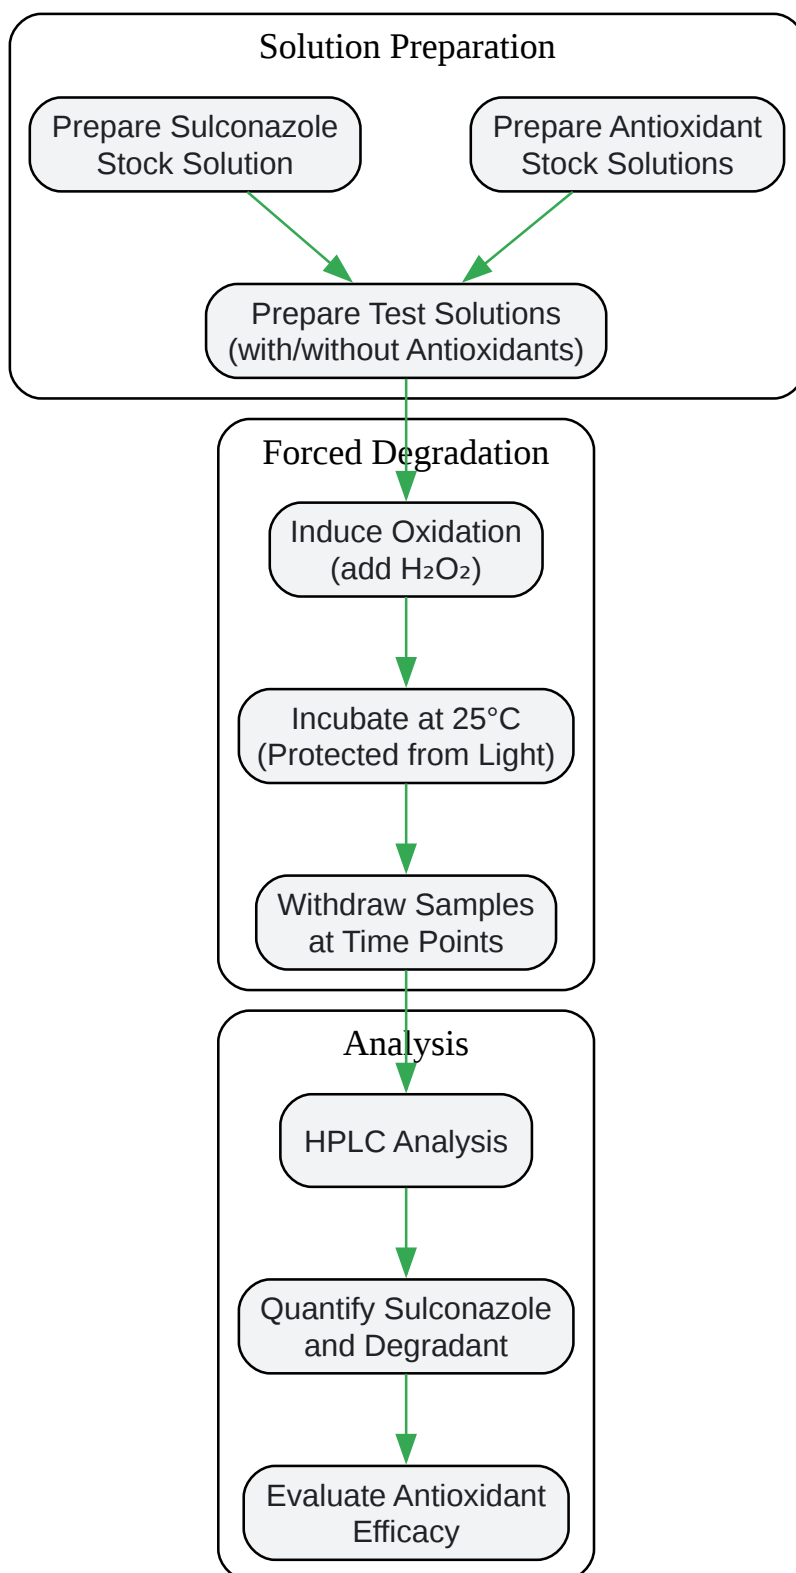 Solution Preparation
Prepare Sulconazole
Stock Solution
Prepare Antioxidant
Stock Solutions
Prepare Test Solutions
(with/without Antioxidants)
Forced Degradation
Induce Oxidation
(add H₂O₂)
Incubate at 25°C
(Protected from Light)
Withdraw Samples
at Time Points
Analysis
HPLC Analysis
Quantify Sulconazole
and Degradant
Evaluate Antioxidant
Efficacy